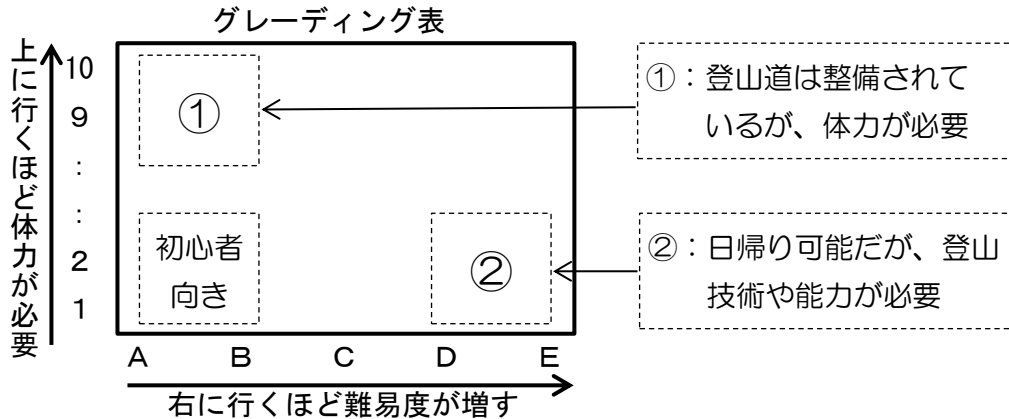 グレーディング表
上に行くほど体力が必要
10
9
:
:
2
1
①
初心者
向き
②
A B C D E
右に行くほど難易度が増す
①：登山道は整備されて
いるが、体力が必要
②：日帰り可能だが、登山
技術や能力が必要